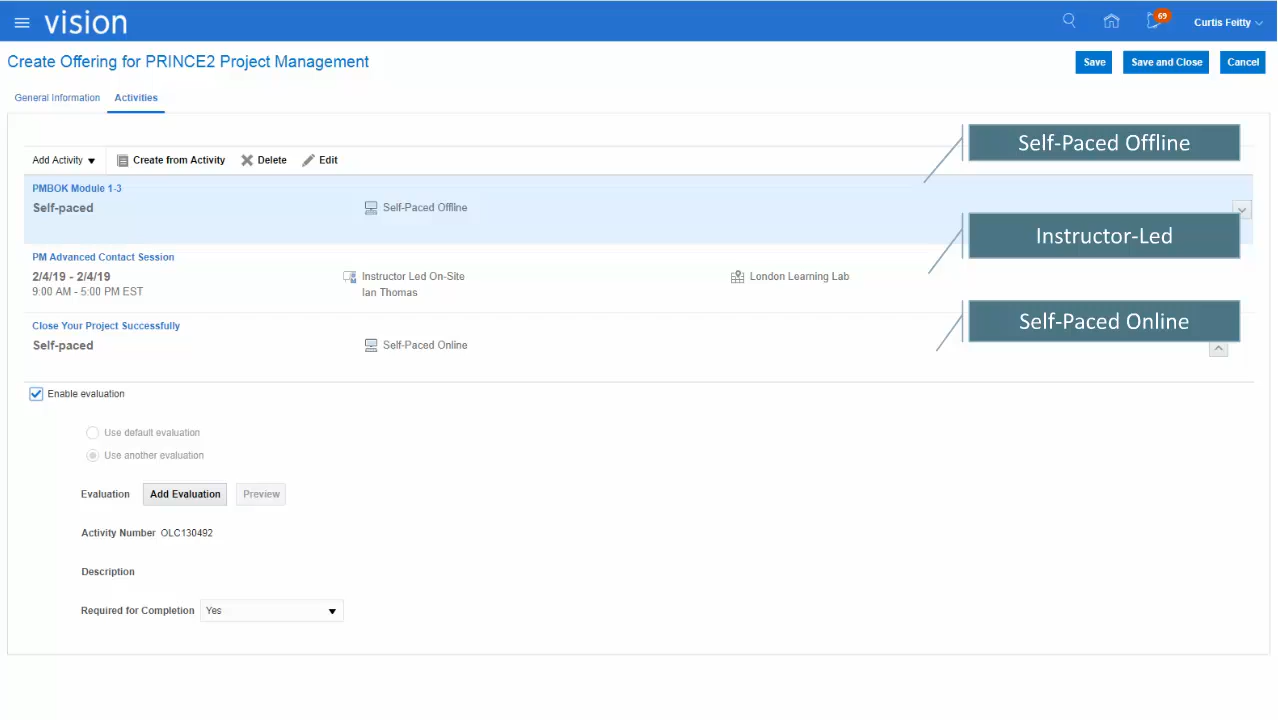 vision
69
Curtis Feitty
Create Offering for PRINCE2 Project Management
Save
Save and Close
Cancel
General Information
Activities
Self-Paced Offline
Add Activity
Create from Activity
Delete
Edit
PMBOK Module 1-3
Self-paced
Self-Paced Offline
Instructor-Led
PM Advanced Contact Session
2/4/19 - 2/4/19
Instructor Led On-Site
London Learning Lab
9:00 AM - 5:00 PM EST
Ian Thomas
Self-Paced Online
Close Your Project Successfully
Self-paced
Self-Paced Online
Enable evaluation
Use default evaluation
Use another evaluation
Evaluation
Add Evaluation
Preview
Activity Number OLC130492
Description
Required for Completion Yes